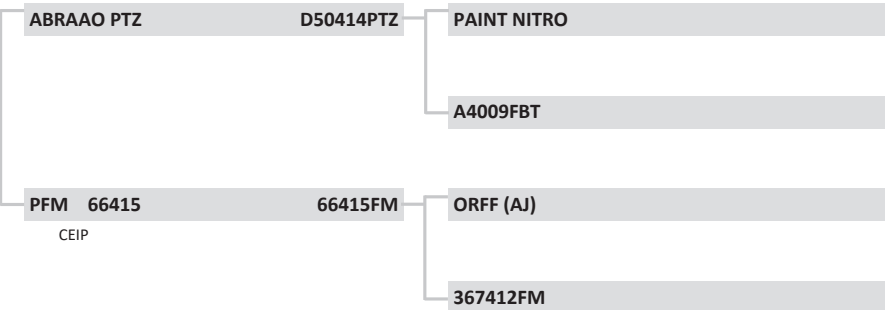 ABRAAO PTZ D50414PTZ PAINT NITRO
A4009FBT
PFM 66415 66415FM ORFF (AJ)
CEIP
367412FM